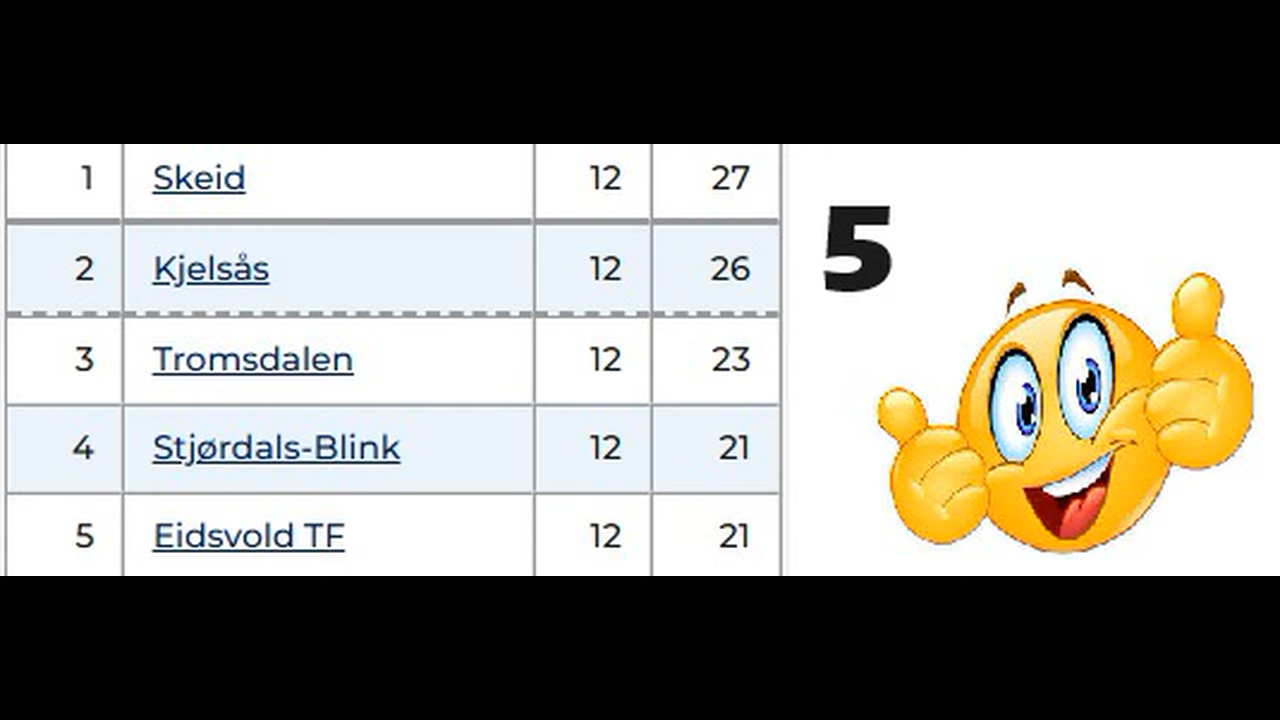 1 Skeid 12 27
2 Kjelsås 12 26
3 Tromsdalen 12 23
4 Stjørdals-Blink 12 21
5 Eidsvold TF 12 21
5